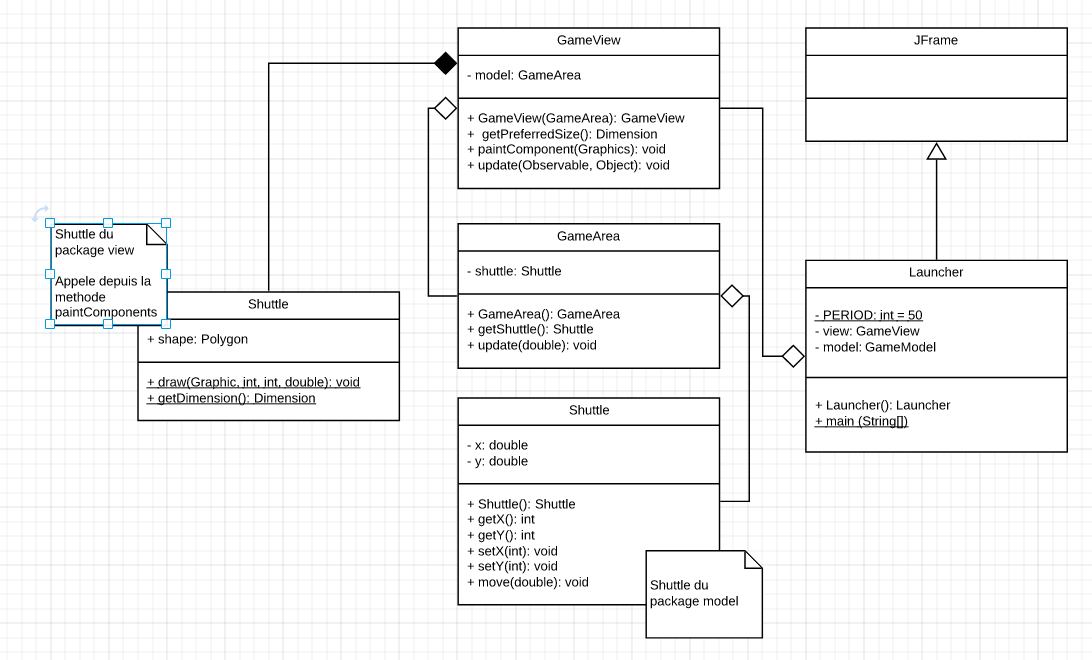 GameView
- model: GameArea
+ GameView(GameArea): GameView
+  getPreferredSize(): Dimension
+ paintComponent(Graphics): void
+ update(Observable, Object): void
JFrame
Shuttle du
package view
Appele depuis la
methode
paintComponents
Shuttle
+ shape: Polygon
+ draw(Graphic, int, int, double): void
+ getDimension(): Dimension
GameArea
- shuttle: Shuttle
+ GameArea(): GameArea
+ getShuttle(): Shuttle
+ update(double): void
Launcher
- PERIOD: int = 50
- view: GameView
- model: GameModel
+ Launcher(): Launcher
+ main (String[])
Shuttle
- x: double
- y: double
+ Shuttle(): Shuttle
+ getX(): int
+ getY(): int
+ setX(int): void
+ setY(int): void
+ move(double): void
Shuttle du
package model